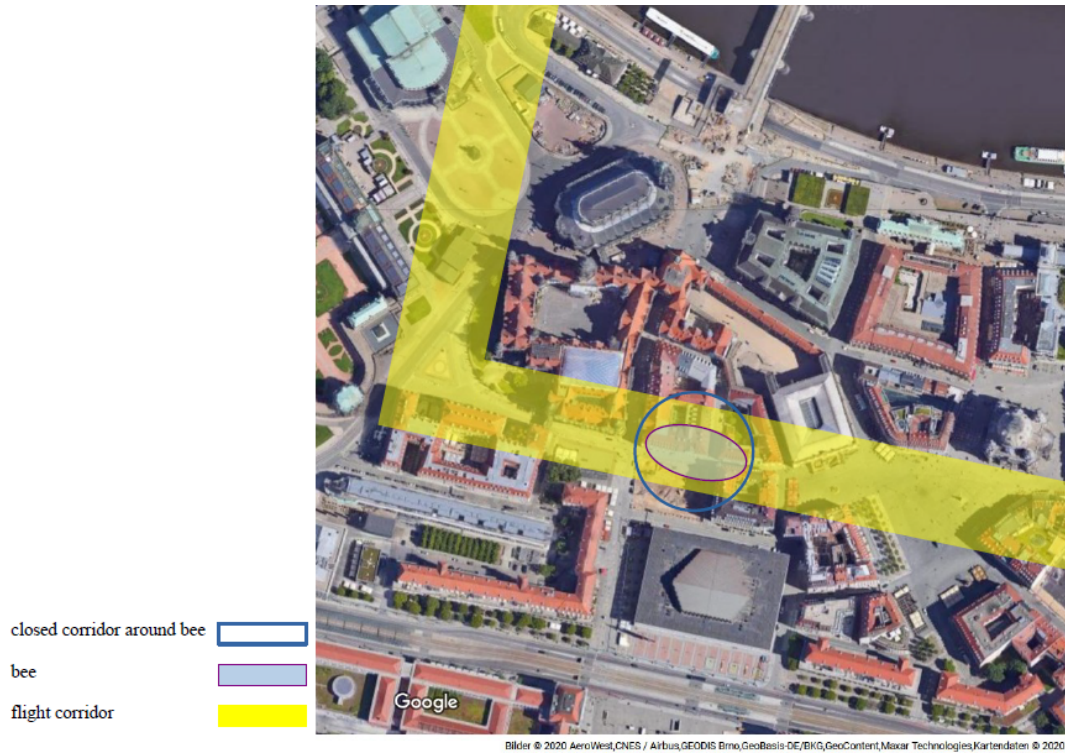 closed corridor around bee
bee
flight corridor
Google
Bilder © 2020 AeroWest,CNES / Airbus,GEODIS Brno,GeoBasis-DE/BKG,GeoContent,Maxar Technologies,Kartendaten © 2020